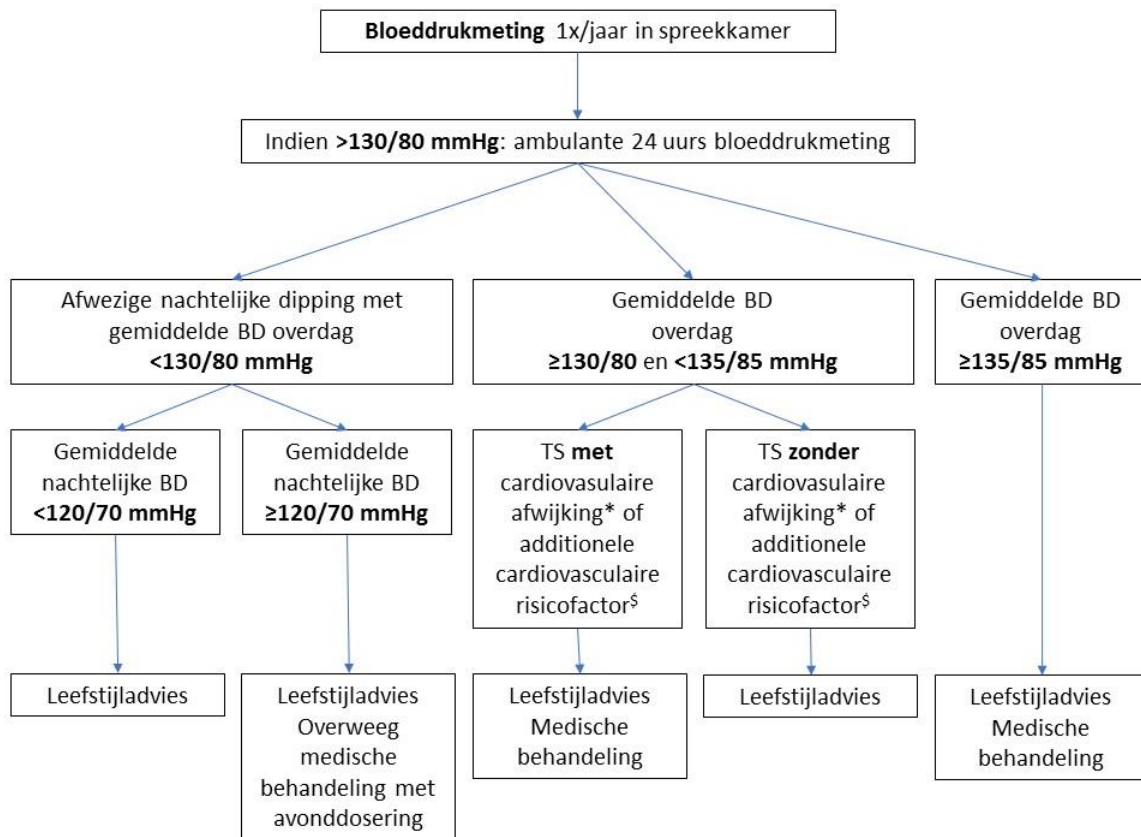 Bloeddrukmeting 1x/jaar in spreekkamer
Indien >130/80 mmHg: ambulante 24 uurs bloeddrukmeting
Afwezige nachtelijke dipping met
gemiddelde BD overdag
<130/80 mmHg
Gemiddelde BD
overdag
≥130/80 en <135/85 mmHg
Gemiddelde BD
overdag
≥135/85 mmHg
Gemiddelde
nachtelijke BD
<120/70 mmHg
Gemiddelde
nachtelijke BD
≥120/70 mmHg
TS met
cardiovasulaire
afwijking* of
additionele
cardiovasculaire
risicofactor$
TS zonder
cardiovasulaire
afwijking* of
additionele
cardiovasculaire
risicofactor$
Leefstijladvies
Leefstijladvies
Overweeg
medische
behandeling met
avonddosering
Leefstijladvies
Medische
behandeling
Leefstijladvies
Leefstijladvies
Medische
behandeling